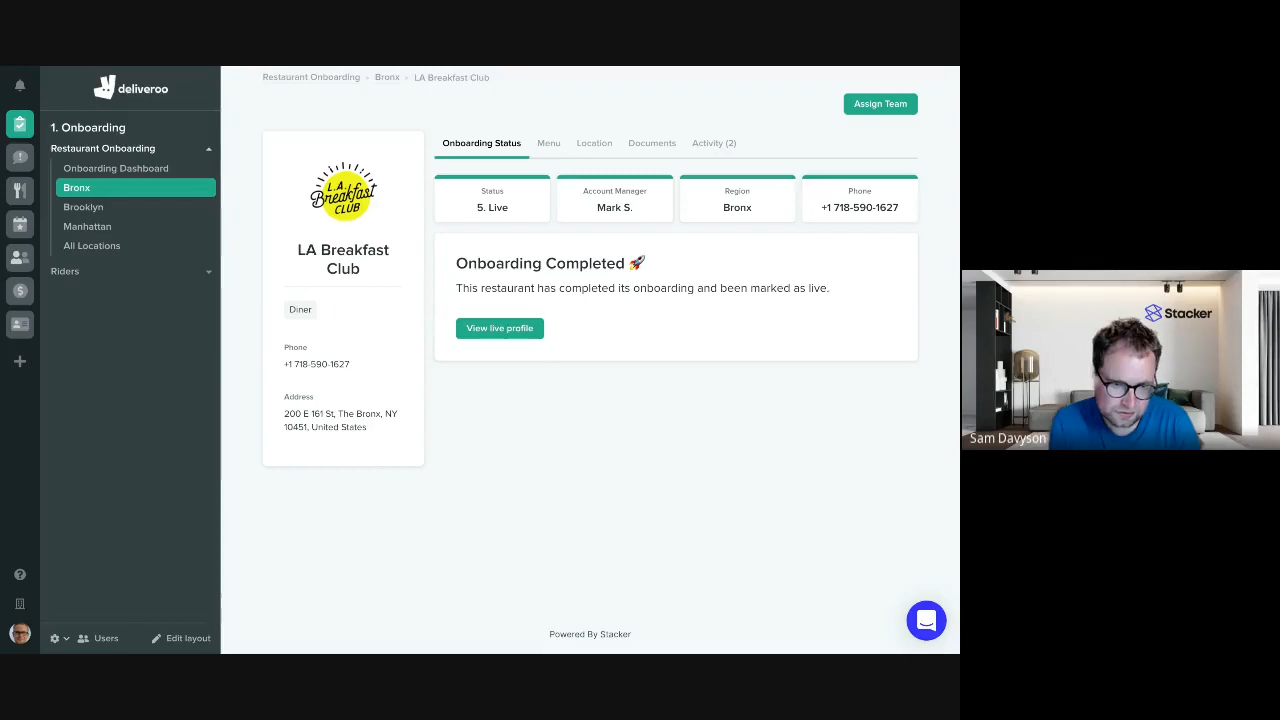 deliveroo
1. Onboarding
Restaurant Onboarding
Onboarding Dashboard
Bronx
Brooklyn
Manhattan
All Locations
Riders
Users
Edit layout
Restaurant Onboarding • Bronx • LA Breakfast Club
Assign Team
L.A.
Breakfast
CLUB
LA Breakfast
Club
Diner
Phone
+1 718-590-1627
Address
200 E 161 St, The Bronx, NY
10451, United States
Onboarding Status Menu Location Documents Activity (2)
Status
5. Live
Account Manager
Mark S.
Region
Bronx
Phone
+1 718-590-1627
Onboarding Completed 🚀
This restaurant has completed its onboarding and been marked as live.
View live profile
Powered By Stacker
Stacker
Sam Davyson